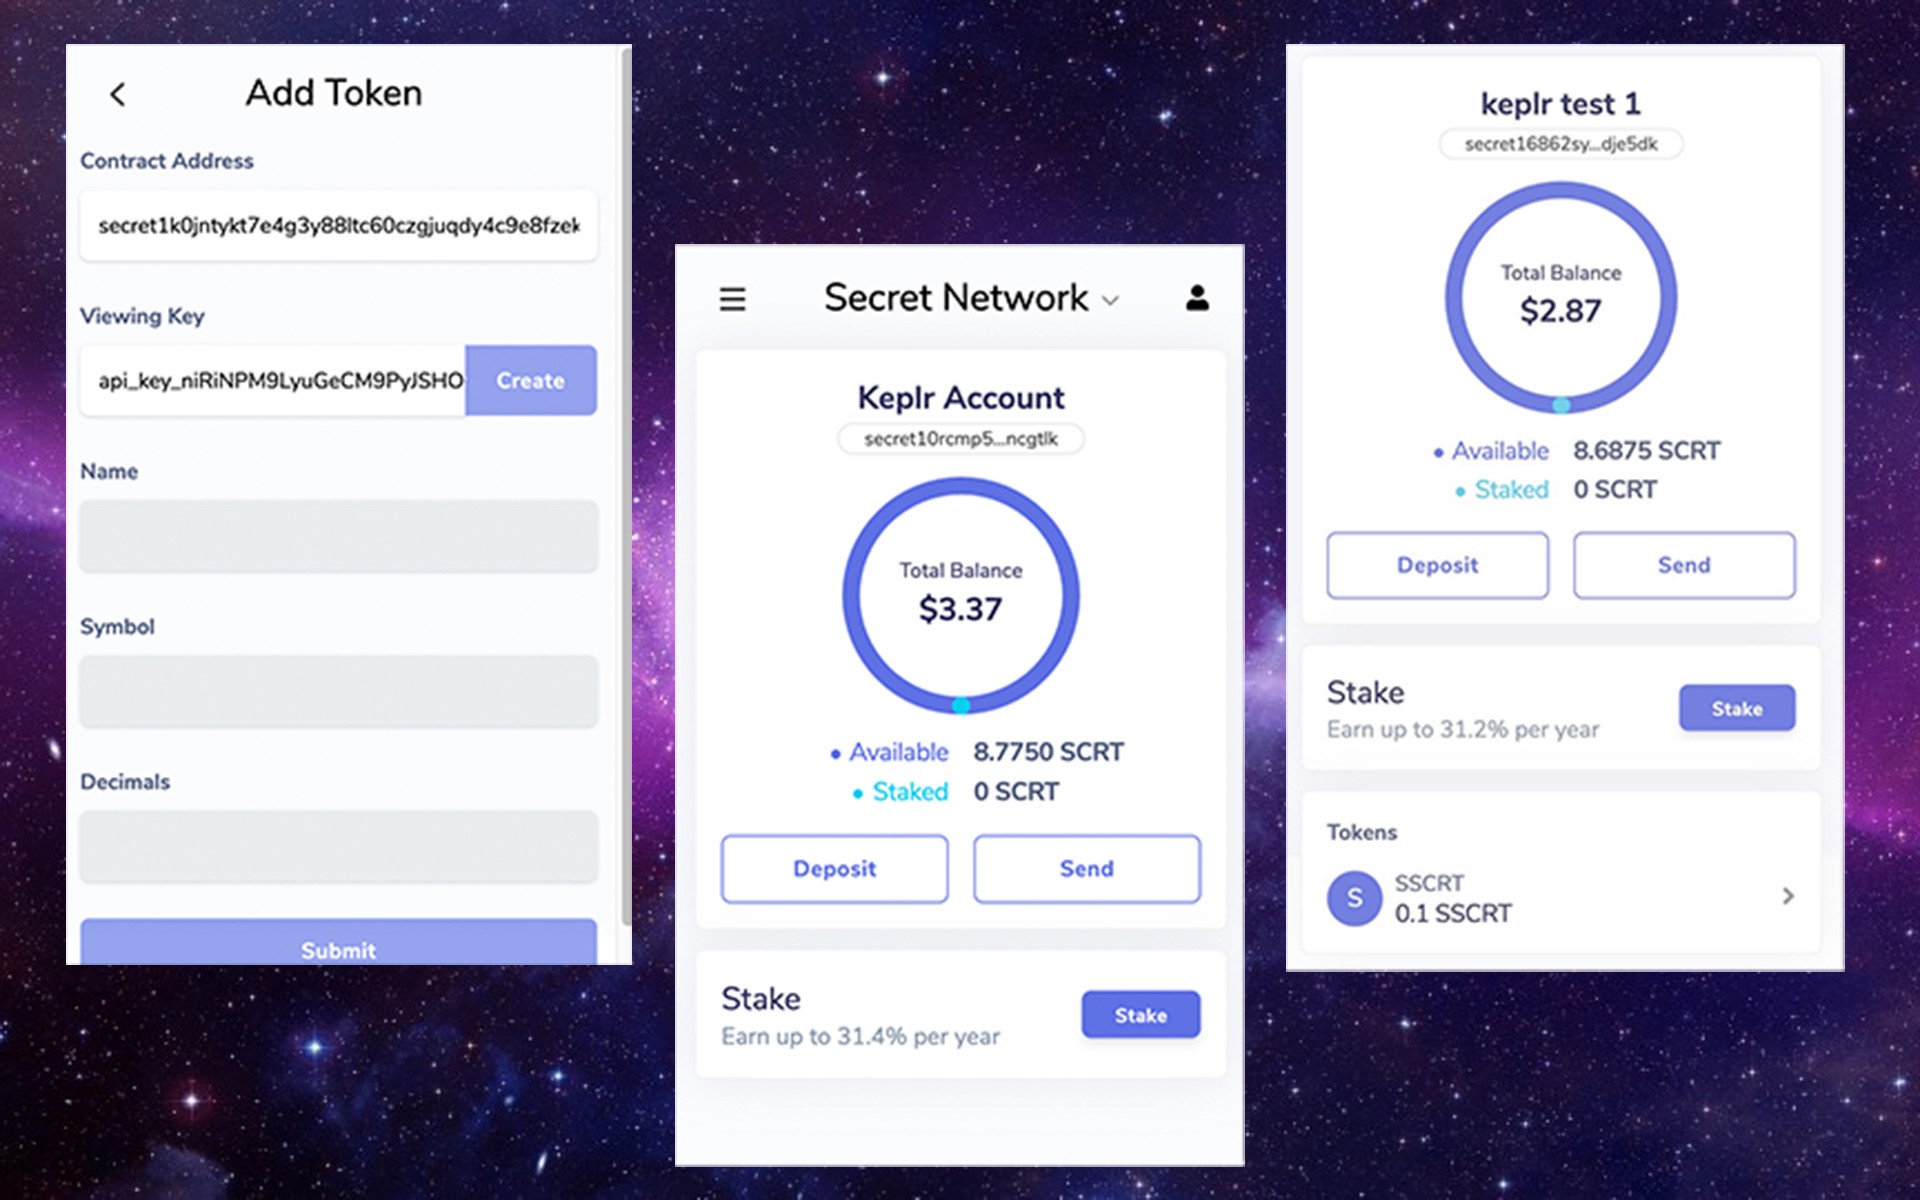 Add Token
Contract Address
secret1k0jntykt7e4g3y88ltc60czgjuqdy4c9e8fzek
Viewing Key
api_key_niRiNPM9LyuGeCM9PyJSHO
Create
Name
Symbol
Decimals
Submit
Secret Network
Keplr Account
secret10rcmp5...ncgtlk
Total Balance
$3.37
Available 8.7750 SCRT
Staked 0 SCRT
Deposit
Send
Stake
Earn up to 31.4% per year
Stake
keplr test 1
secret16862sy...dje5dk
Total Balance
$2.87
Available 8.6875 SCRT
Staked 0 SCRT
Deposit
Send
Stake
Earn up to 31.2% per year
Stake
Tokens
S
SSCRT
0.1 SSCRT